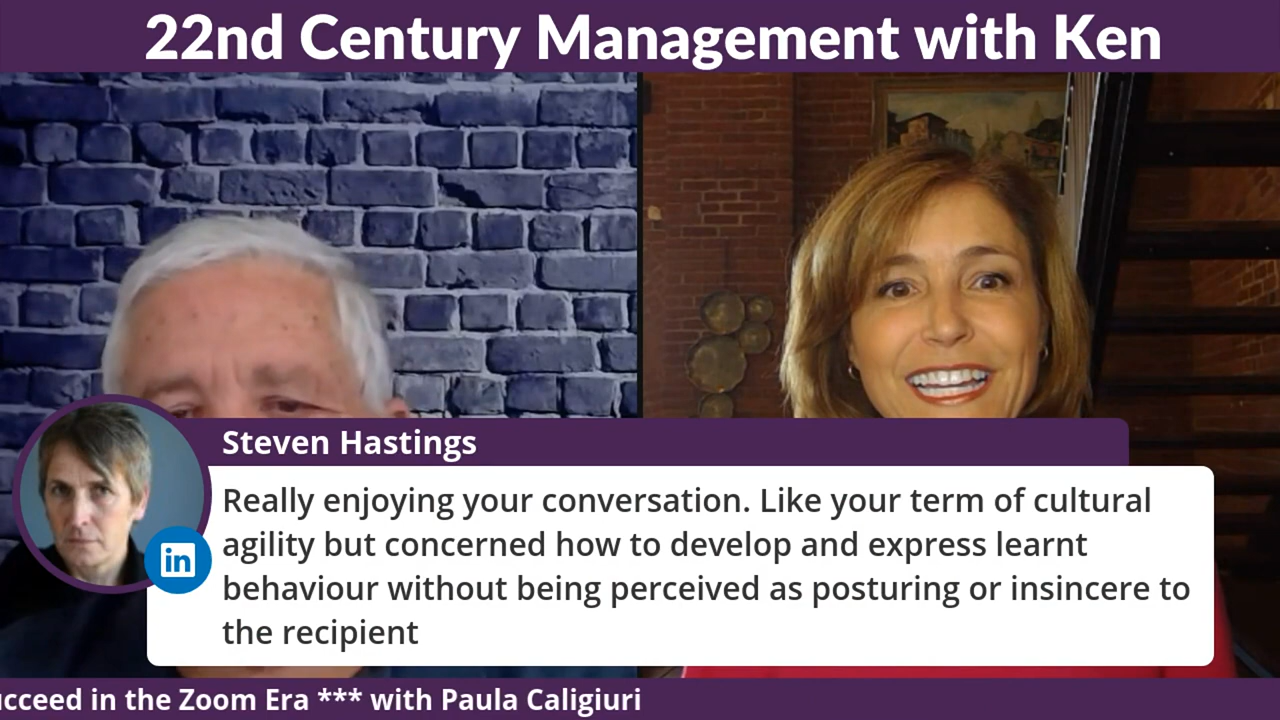 22nd Century Management with Ken
Steven Hastings
Really enjoying your conversation. Like your term of cultural
agility but concerned how to develop and express learnt
behaviour without being perceived as posturing or insincere to
the recipient
in
in the Zoom Era *** with Paula Caligiuri